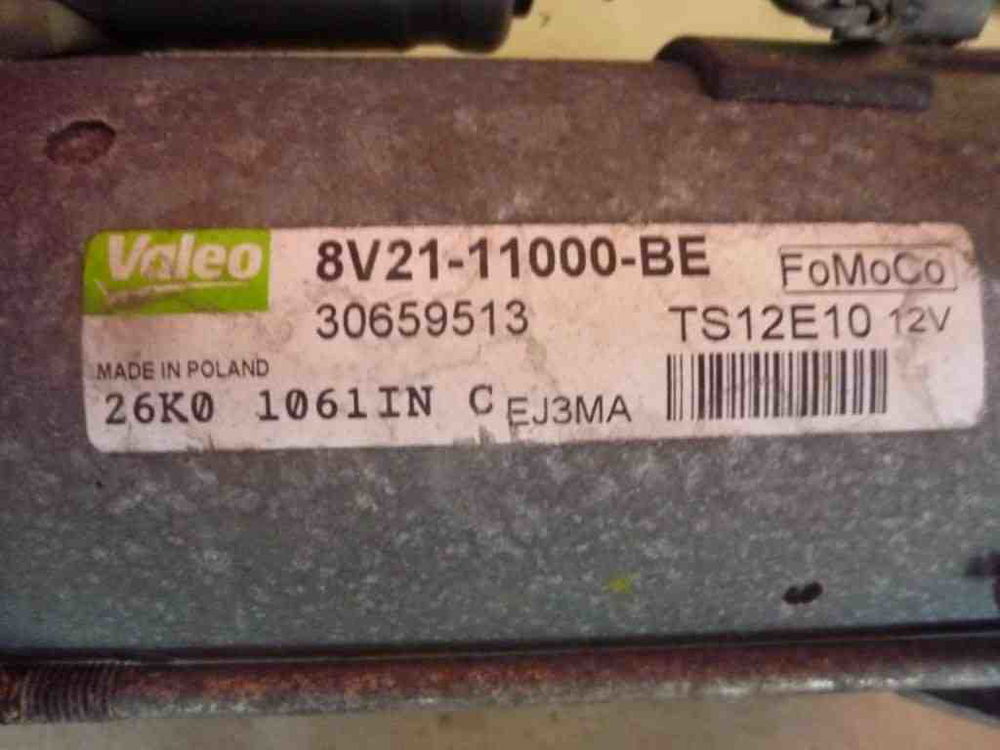 Valeo 8V21-11000-BE FoMoCo
30659513 TS12E10 12V
MADE IN POLAND
26K0 1061IN C EJ3MA